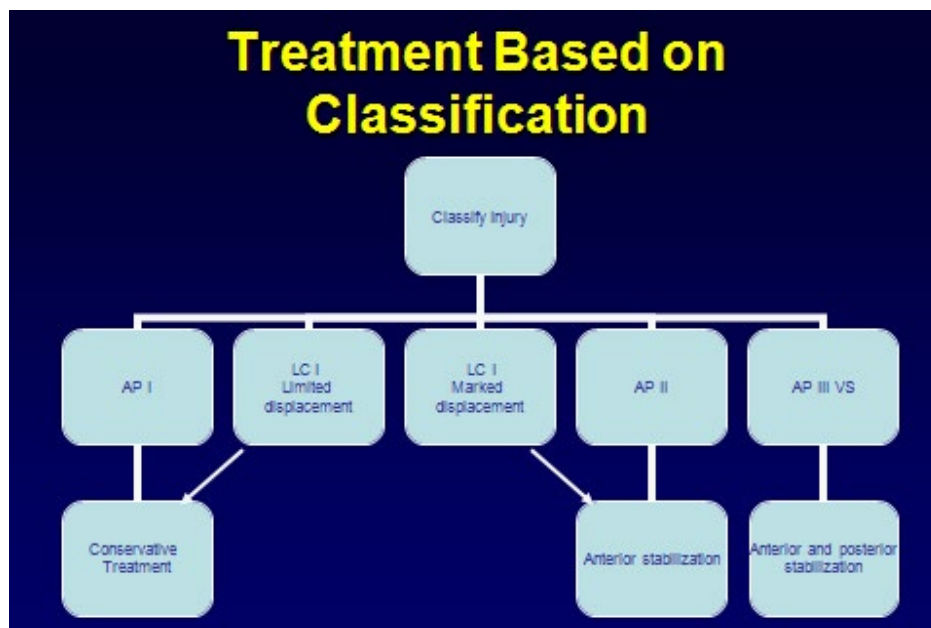 Treatment Based on
Classification
Classify Injury
AP I
LC I
Limited
displacement
LC I
Marked
displacement
AP II
AP III VS
Conservative
Treatment
Anterior stabilization
Anterior and posterior
stabilization